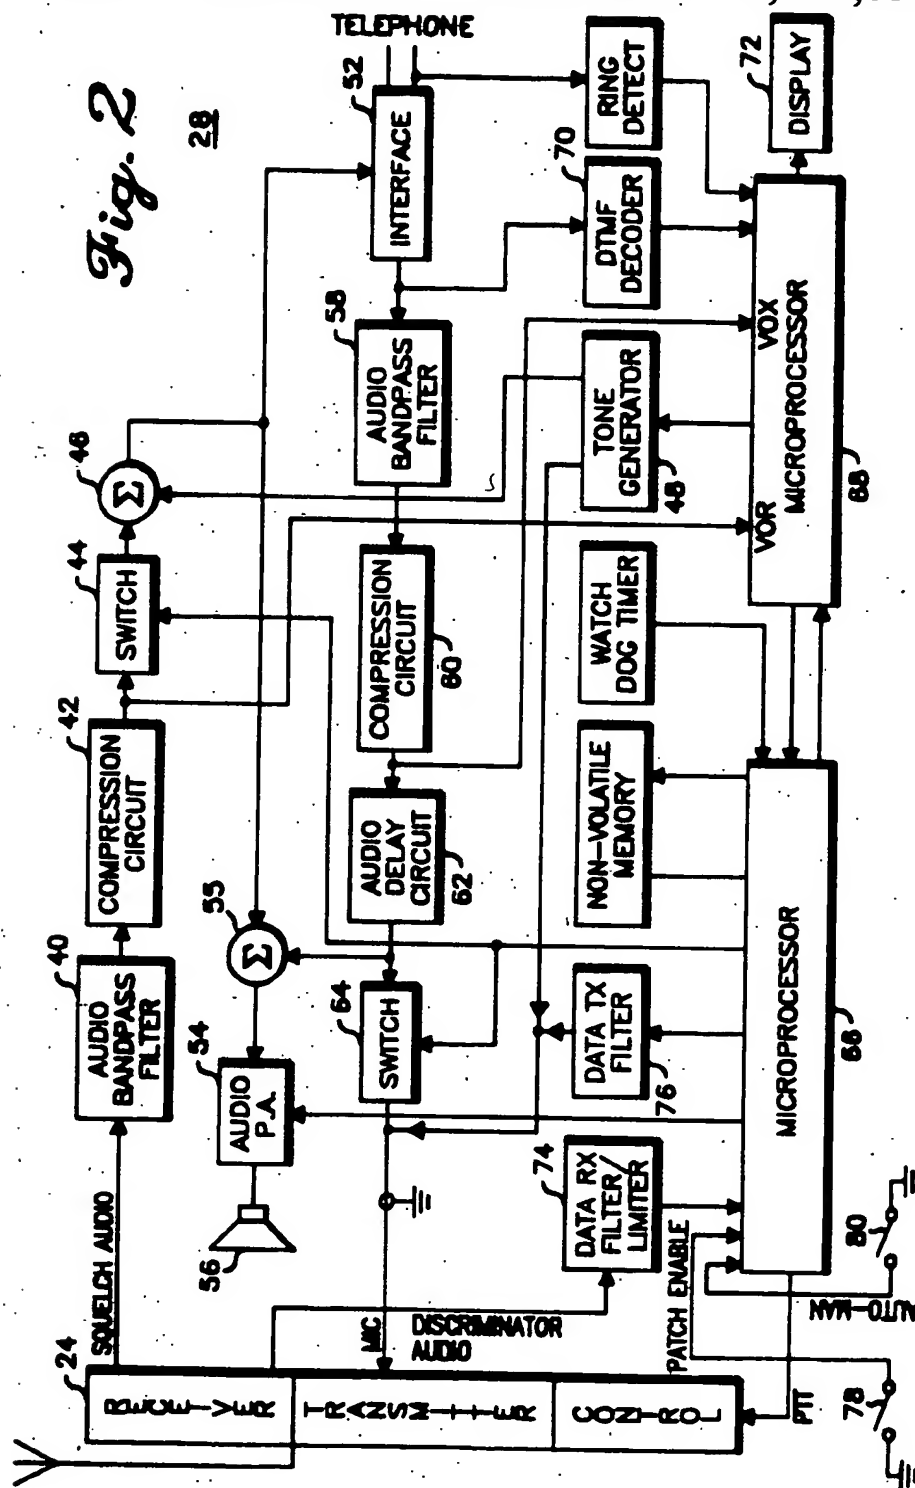 Fig. 2
28
TELEPHONE
24
RECEIVER
TRANSMITTER
CONTROL
SQUELCH AUDIO
40
AUDIO
BANDPASS
FILTER
42
COMPRESSION
CIRCUIT
44
SWITCH
46
Σ
52
INTERFACE
56
54
AUDIO
P.A.
55
Σ
58
AUDIO
BANDPASS
FILTER
60
COMPRESSION
CIRCUIT
62
AUDIO
DELAY
CIRCUIT
64
SWITCH
MIC
DISCRIMINATOR
AUDIO
74
DATA RX
FILTER/
LIMITER
76
DATA TX
FILTER
NON-VOLATILE
MEMORY
WATCH
DOG TIMER
48
TONE
GENERATOR
70
DTMF
DECODER
RING
DETECT
72
DISPLAY
VOR
VOX
MICROPROCESSOR
68
MICROPROCESSOR
66
PATCH ENABLE
PTT
78
AUTO-MAN
80